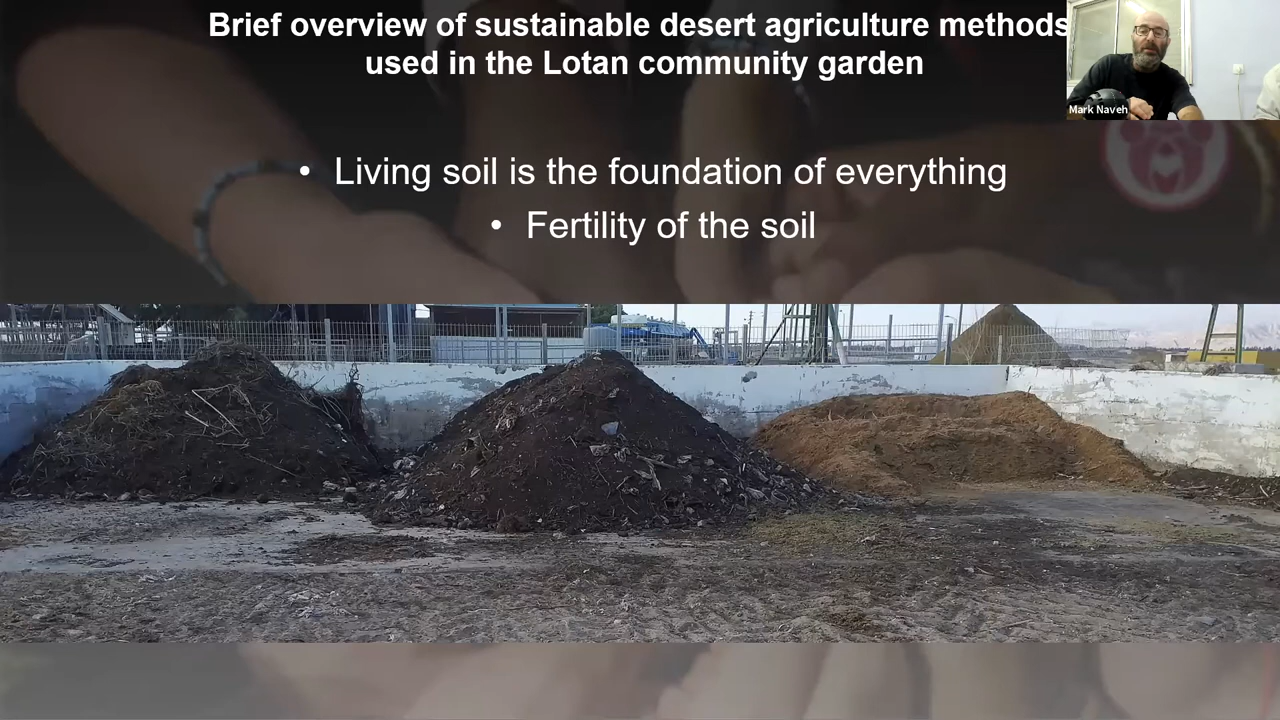 Brief overview of sustainable desert agriculture methods
used in the Lotan community garden
• Living soil is the foundation of everything
• Fertility of the soil
Mark Naveh